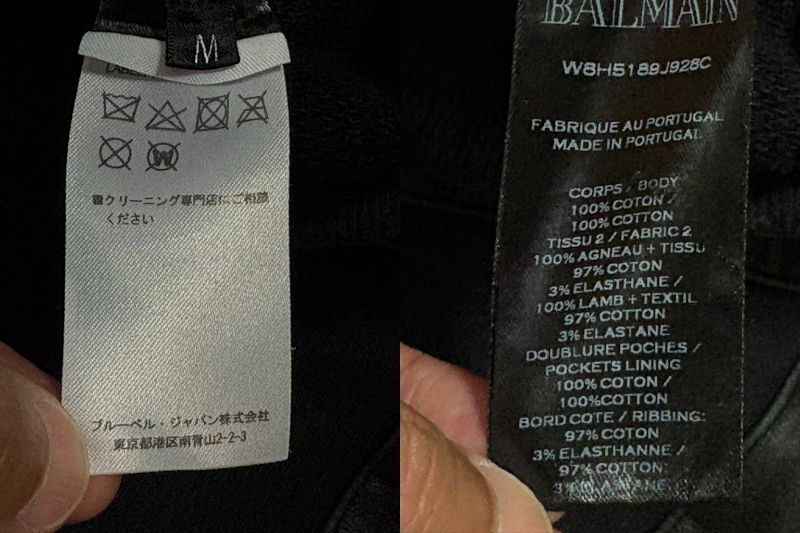 M
W
■クリーニング専門店にご相談
ください
ブルーベル・ジャパン株式会社
東京都港区南青山2-2-3
BALMAIN
W8H5189J928C
FABRIQUE AU PORTUGAL
MADE IN PORTUGAL
CORPS / BODY
100% COTON /
100% COTTON
TISSU 2 / FABRIC 2
100% AGNEAU + TISSU
97% COTON
3% ELASTHANE /
100% LAMB + TEXTIL
97% COTTON
3% ELASTANE
DOUBLURE POCHES /
POCKETS LINING
100% COTON /
100%COTTON
BORD COTE / RIBBING:
97% COTON
3% ELASTHANNE /
97% COTON:
3%